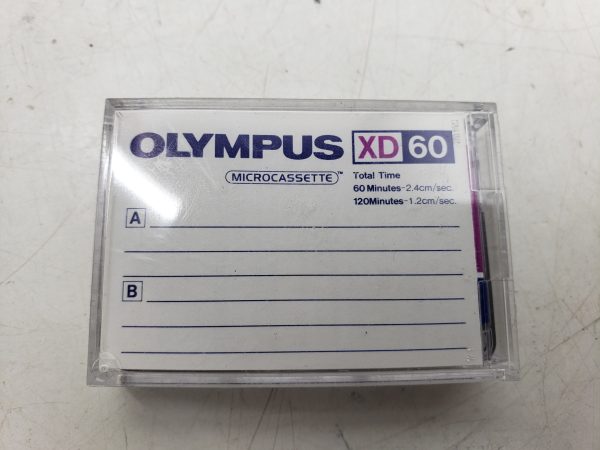 OLYMPUS XD 60
MICROCASSETTE™
Total Time
60 Minutes-2.4cm/sec.
120Minutes-1.2cm/sec.
A
B